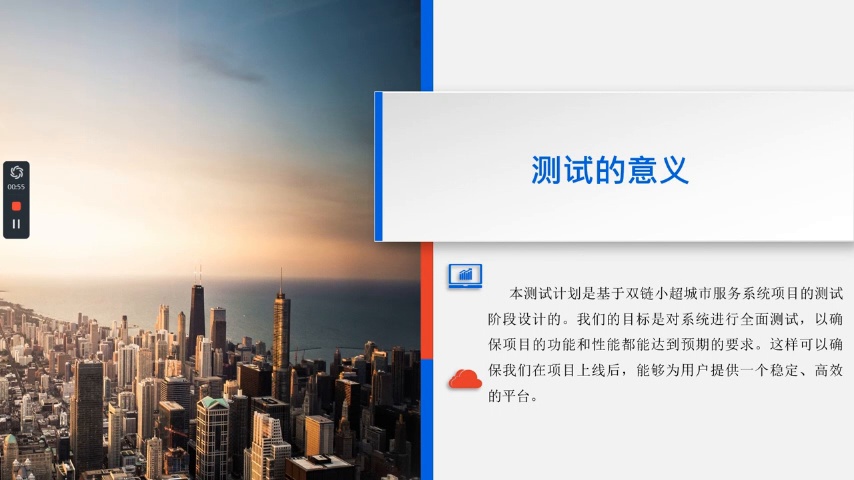 测试的意义
00:55
本测试计划是基于双链小超城市服务系统项目的测试
阶段设计的。我们的目标是对系统进行全面测试，以确
保项目的功能和性能都能达到预期的要求。这样可以确
保我们在项目上线后，能够为用户提供一个稳定、高效
的平台。